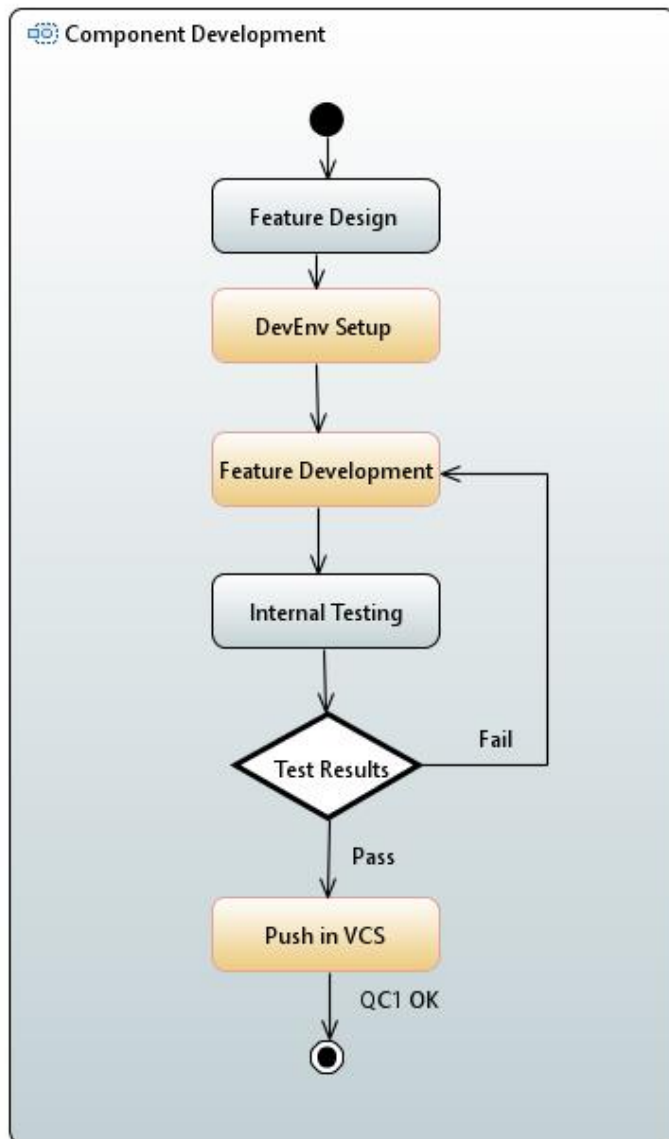 Component Development
Feature Design
DevEnv Setup
Feature Development
Internal Testing
Test Results
Fail
Pass
Push in VCS
QC1 OK